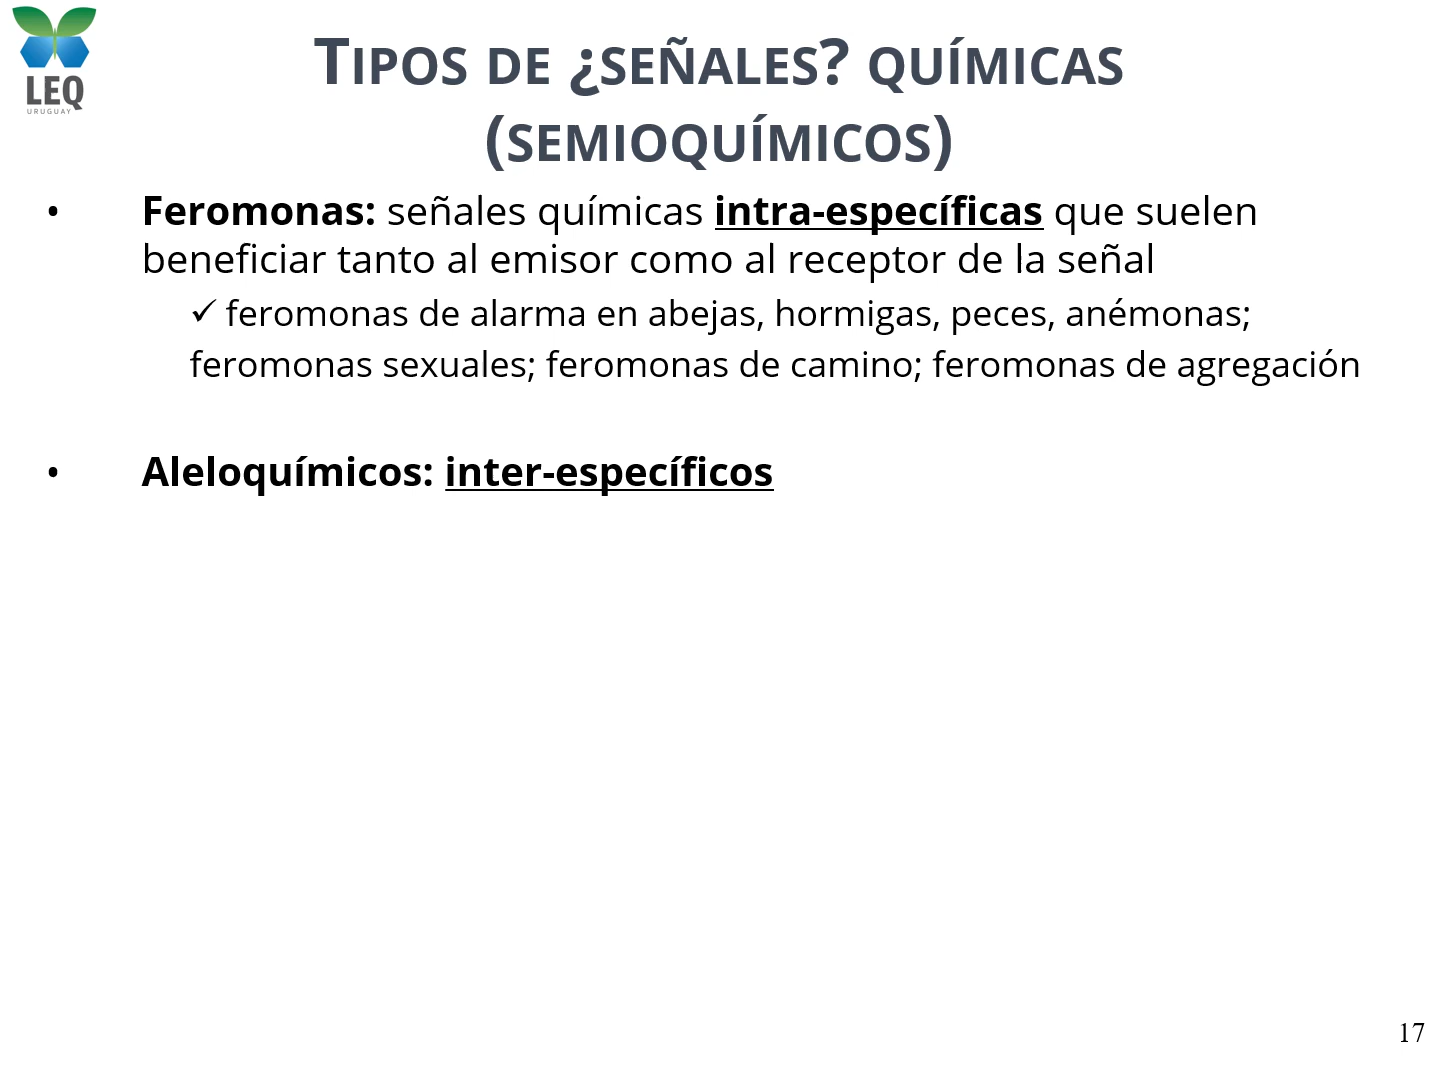 LEQ
URUGUAY
TIPOS DE ¿SEÑALES? QUÍMICAS
(SEMIOQUÍMICOS)
• Feromonas: señales químicas intra-específicas que suelen
beneficiar tanto al emisor como al receptor de la señal
✓ feromonas de alarma en abejas, hormigas, peces, anémonas;
feromonas sexuales; feromonas de camino; feromonas de agregación
• Aleloquímicos: inter-específicos
17